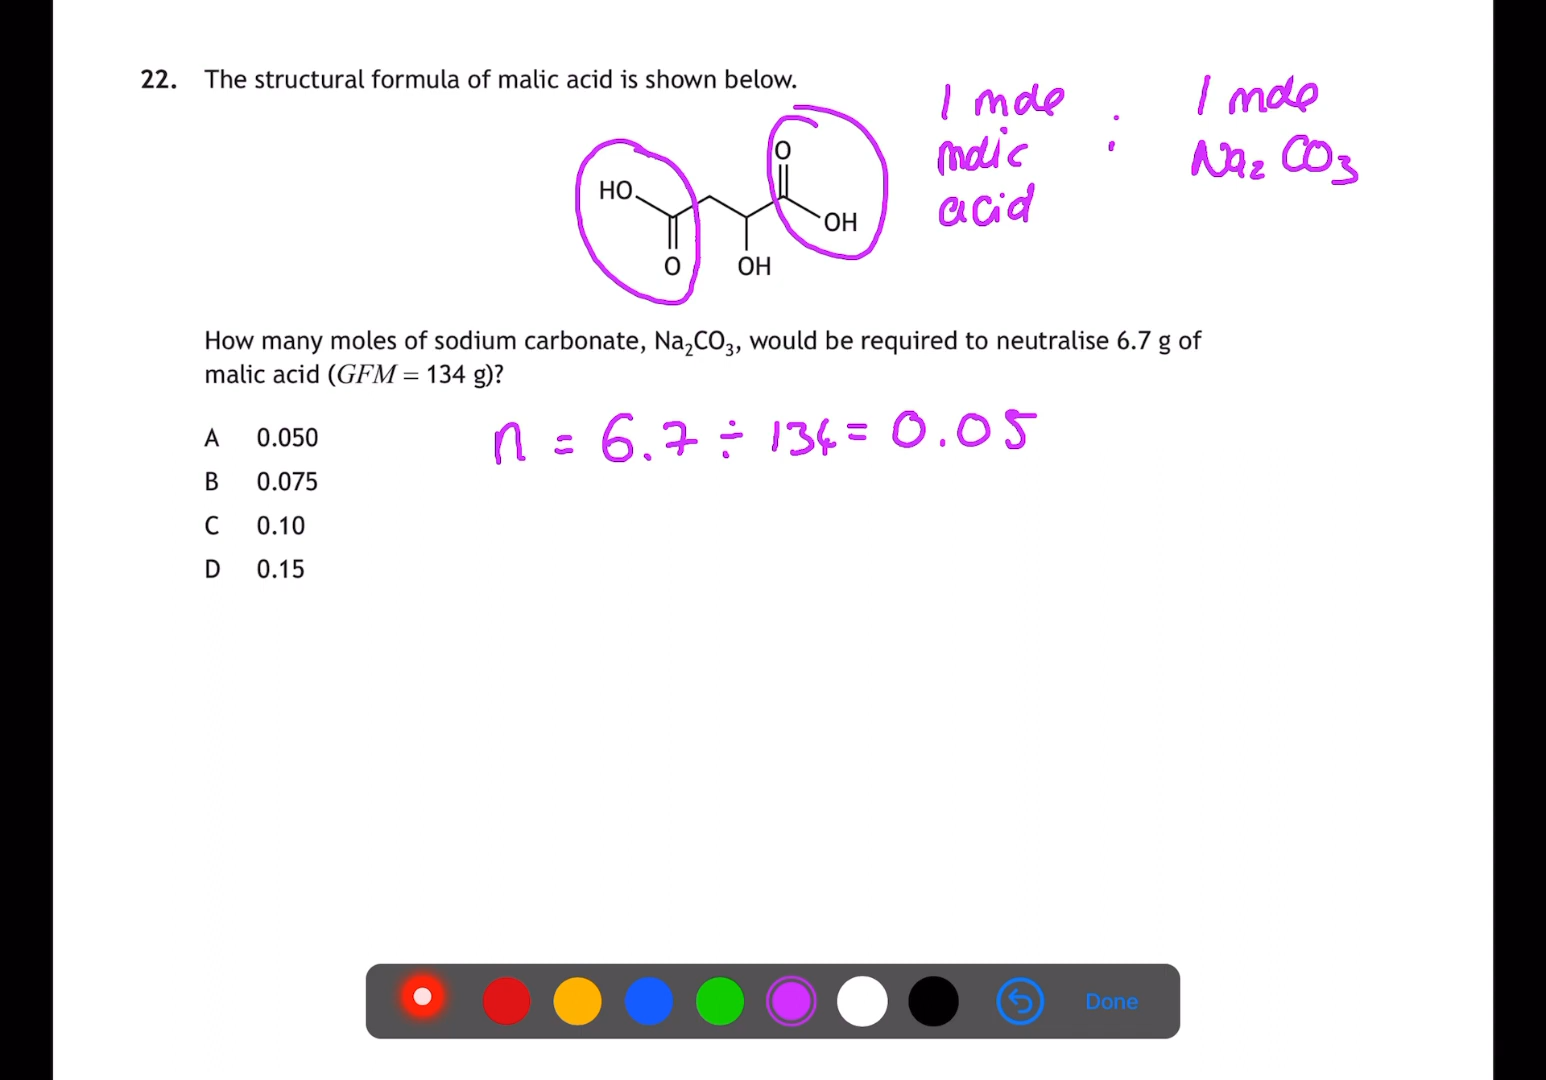 22. The structural formula of malic acid is shown below.
1 mole : 1 mole
malic Na₂CO₃
acid
O
HO
OH
O OH
How many moles of sodium carbonate, Na₂CO₃, would be required to neutralise 6.7 g of
malic acid (GFM = 134 g)?
n = 6.7 ÷ 134 = 0.05
A 0.050
B 0.075
C 0.10
D 0.15
Done